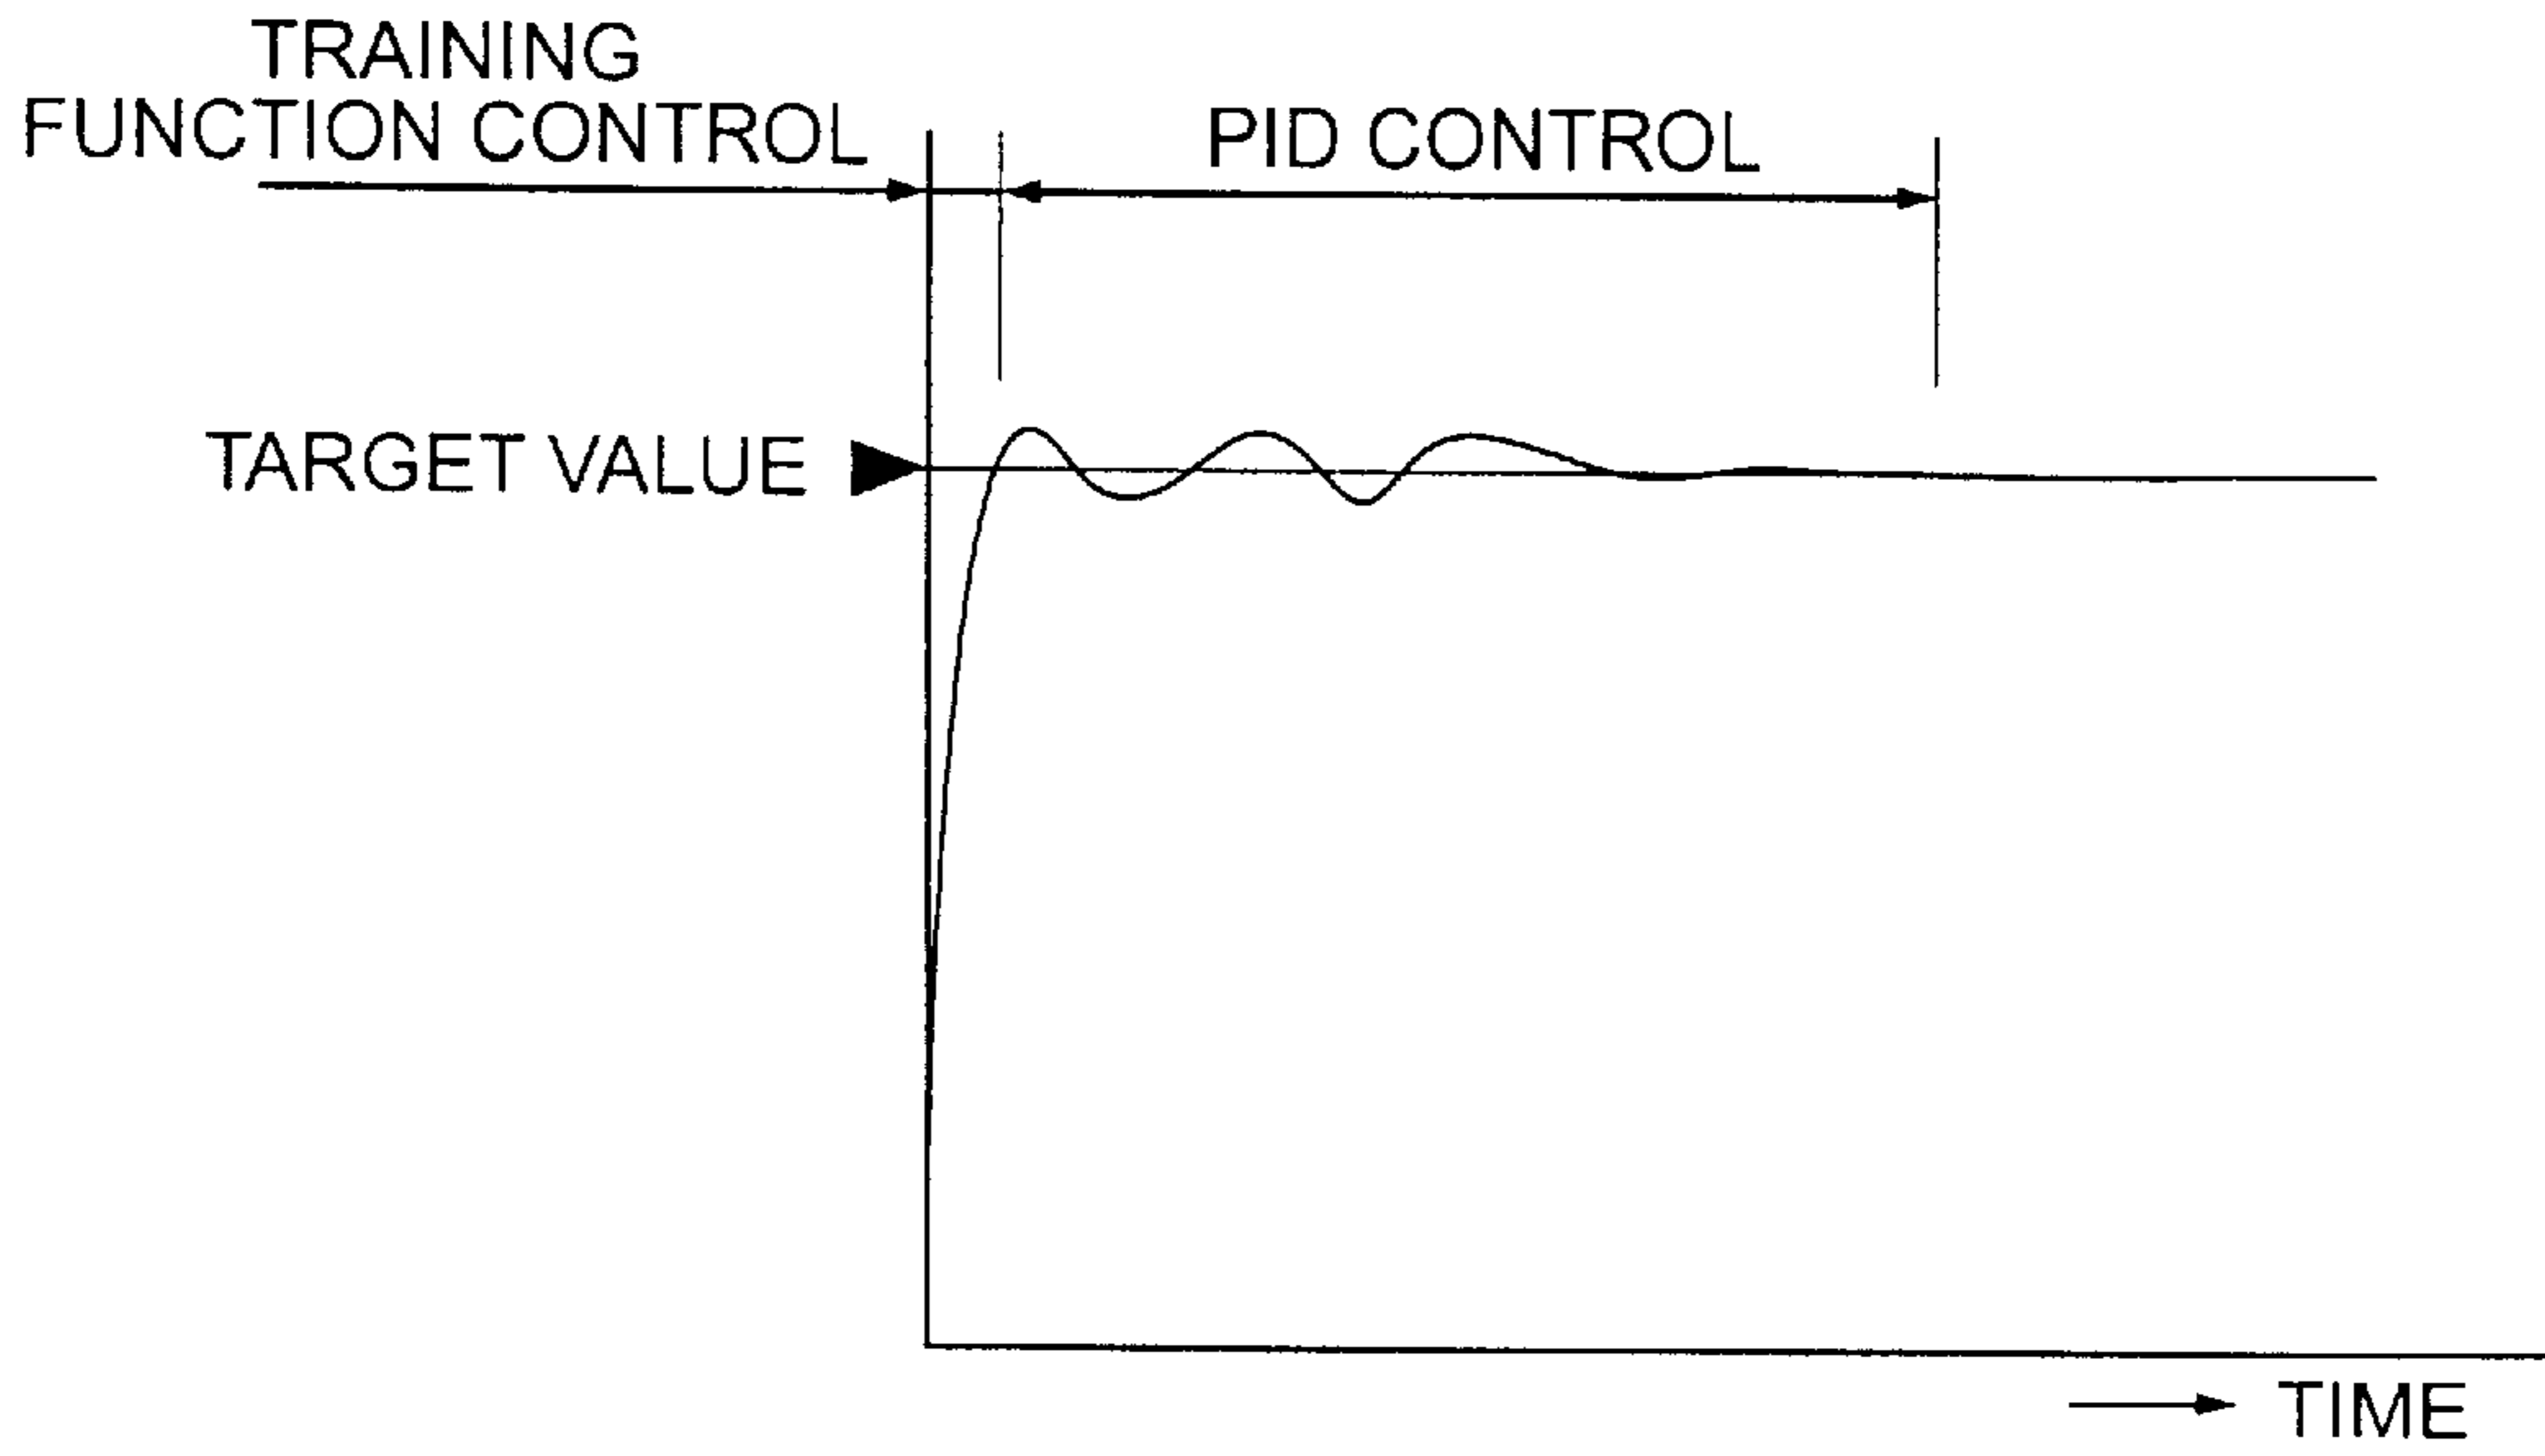 TRAINING
FUNCTION CONTROL
PID CONTROL
TARGET VALUE
TIME